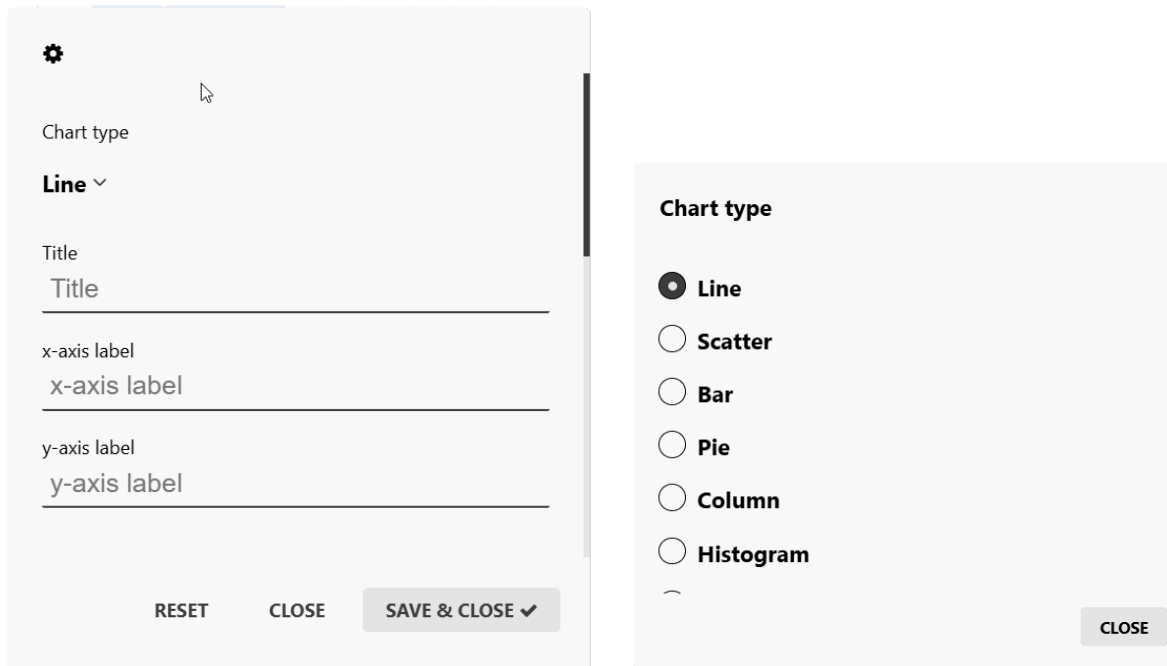 Chart type
Line
Title
Title
x-axis label
x-axis label
y-axis label
y-axis label
RESET CLOSE SAVE & CLOSE
Chart type
Line
Scatter
Bar
Pie
Column
Histogram
CLOSE